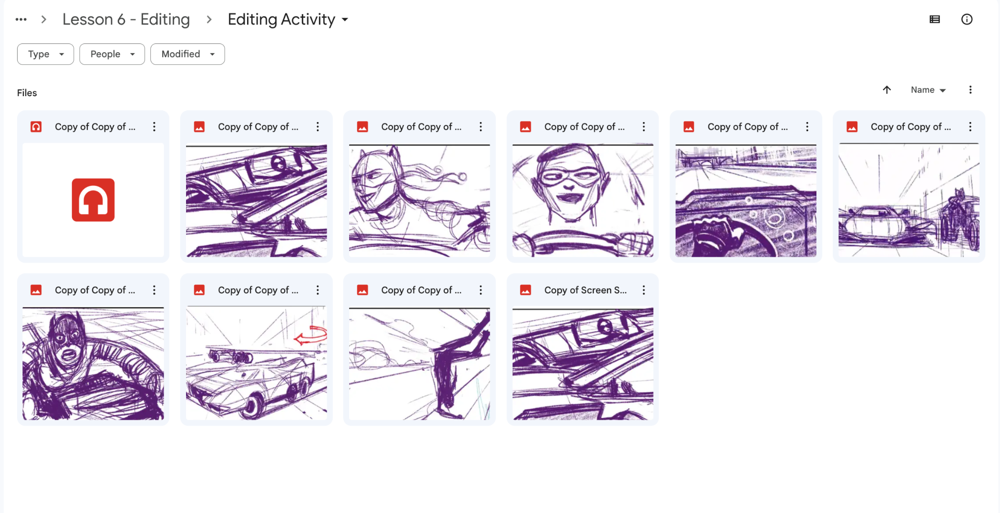 Lesson 6 - Editing Editing Activity
Type People Modified
Files Name
Copy of Copy of ... Copy of Copy of ... Copy of Copy of ... Copy of Copy of ... Copy of Copy of ... Copy of Copy of ...
Copy of Copy of ... Copy of Copy of ... Copy of Copy of ... Copy of Screen S...